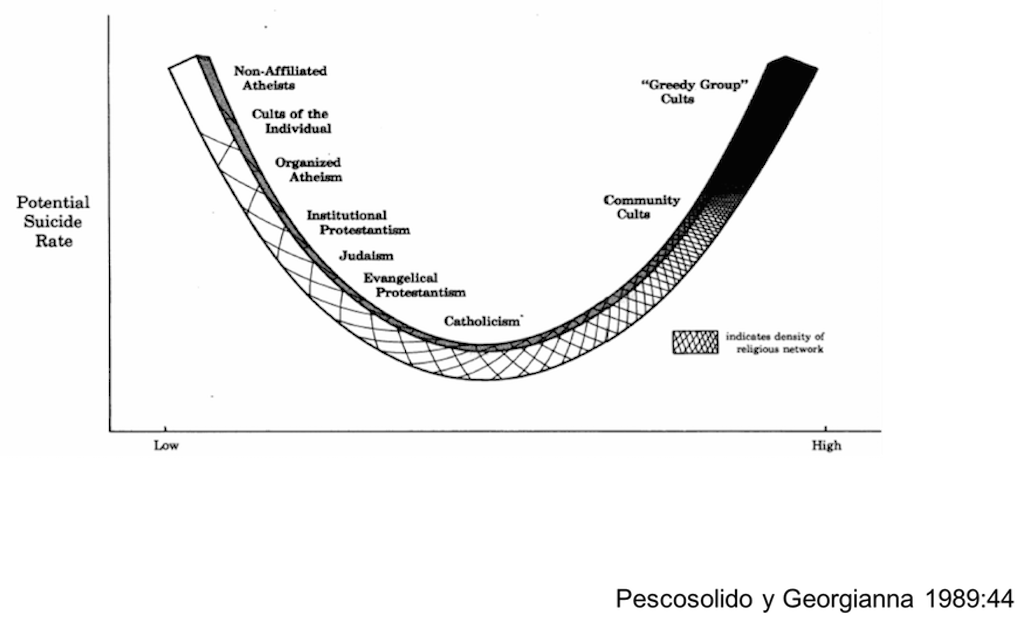 Non-Affiliated
Atheists
Cults of the
Individual
Organized
Atheism
Institutional
Protestantism
Judaism
Evangelical
Protestantism
Catholicism
"Greedy Group"
Cults
Community
Cults
Potential
Suicide
Rate
indicates density of
religious network
Low
High
Pescosolido y Georgianna 1989:44